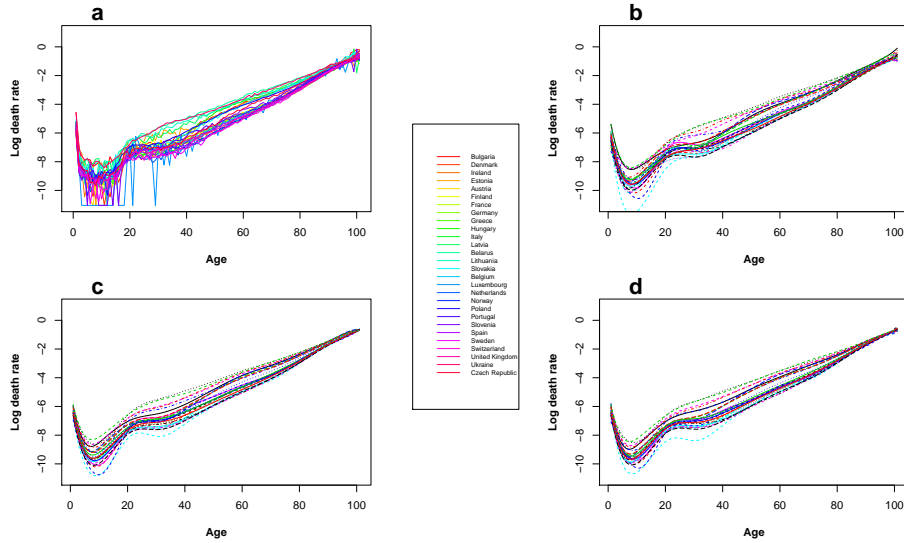 a
Log death rate
0
−2
−4
−6
−8
−10
0 20 40 60 80 100
Age
b
Log death rate
0
−2
−4
−6
−8
−10
0 20 40 60 80 100
Age
Bulgaria
Denmark
Ireland
Estonia
Austria
Finland
France
Germany
Greece
Hungary
Italy
Latvia
Belarus
Lithuania
Slovakia
Belgium
Luxembourg
Netherlands
Norway
Poland
Portugal
Slovenia
Spain
Sweden
Switzerland
United Kingdom
Ukraine
Czech Republic
c
Log death rate
0
−2
−4
−6
−8
−10
0 20 40 60 80 100
Age
d
Log death rate
0
−2
−4
−6
−8
−10
0 20 40 60 80 100
Age